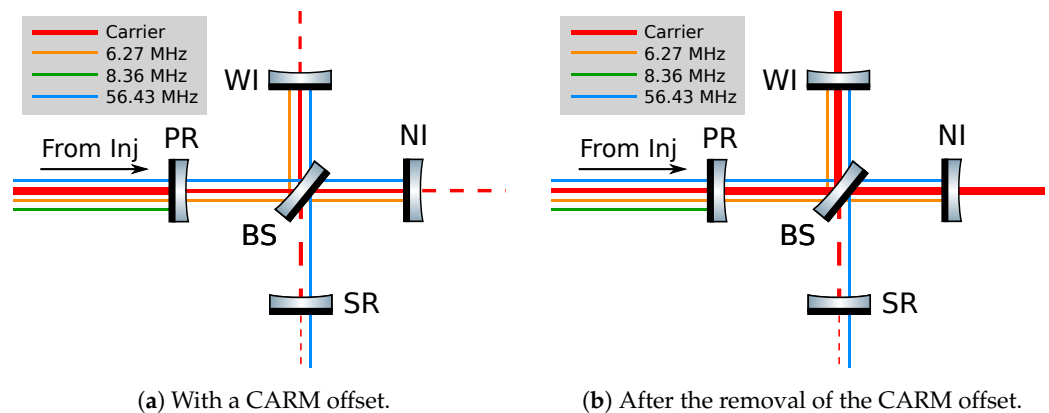 Carrier
6.27 MHz
8.36 MHz
56.43 MHz
WI
From Inj
PR
NI
BS
SR
(a) With a CARM offset.
Carrier
6.27 MHz
8.36 MHz
56.43 MHz
WI
From Inj
PR
NI
BS
SR
(b) After the removal of the CARM offset.